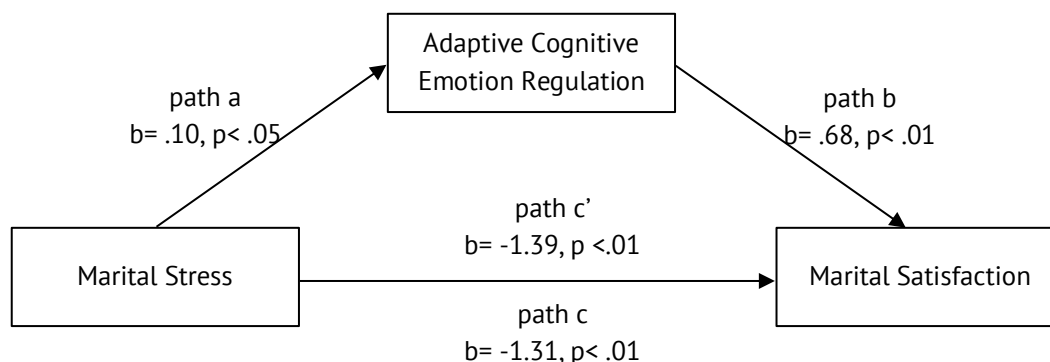 Adaptive Cognitive
Emotion Regulation
path a
b= .10, p< .05
path b
b= .68, p< .01
path c’
b= -1.39, p <.01
Marital Stress
Marital Satisfaction
path c
b= -1.31, p< .01